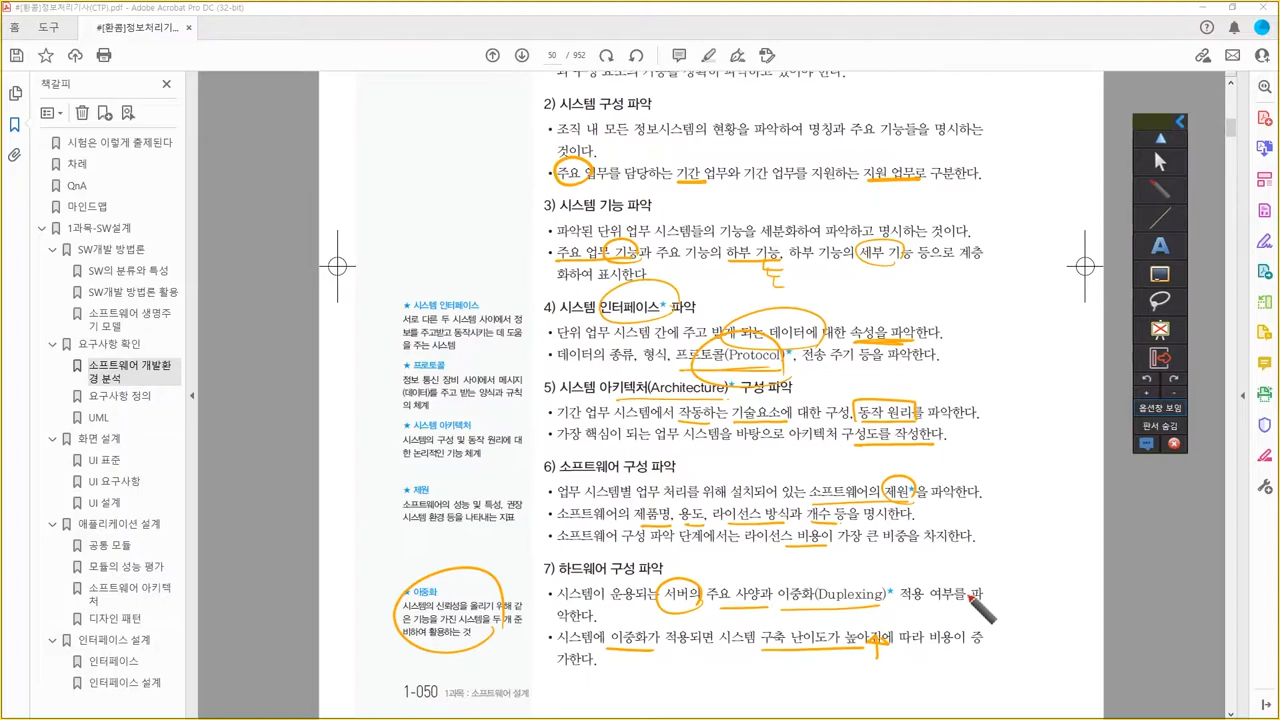 #[환콤]정보처리기사(CTP).pdf - Adobe Acrobat Pro DC (32-bit)
홈
도구
#[환콤]정보처리기...
50 / 952
책갈피
시험은 이렇게 출제된다
차례
QnA
마인드맵
1과목-SW설계
SW개발 방법론
SW의 분류와 특성
SW개발 방법론 활용
소프트웨어 생명주
기 모델
요구사항 확인
소프트웨어 개발환
경 분석
요구사항 정의
UML
화면 설계
UI 표준
UI 요구사항
UI 설계
애플리케이션 설계
공통 모듈
모듈의 성능 평가
소프트웨어 아키텍
처
디자인 패턴
인터페이스 설계
인터페이스
인터페이스 설계
★ 시스템 인터페이스
서로 다른 두 시스템 사이에서 정
보를 주고받고 동작시키는 데 도움
을 주는 시스템
★ 프로토콜
정보 통신 장비 사이에서 메시지
(데이터)를 주고 받는 양식과 규칙
의 체계
★ 시스템 아키텍처
시스템의 구성 및 동작 원리에 대
한 논리적인 기능 체계
★ 제원
소프트웨어의 성능 및 특성, 권장
시스템 환경 등을 나타내는 지표
★ 이중화
시스템의 신뢰성을 올리기 위해 같
은 기능을 가진 시스템을 두 개 준
비하여 활용하는 것
1-050 1과목 : 소프트웨어 설계
2) 시스템 구성 파악
• 조직 내 모든 정보시스템의 현황을 파악하여 명칭과 주요 기능들을 명시하는
것이다.
• 주요 업무를 담당하는 기간 업무와 기간 업무를 지원하는 지원 업무로 구분한다.
3) 시스템 기능 파악
• 파악된 단위 업무 시스템들의 기능을 세분화하여 파악하고 명시하는 것이다.
• 주요 업무 기능과 주요 기능의 하부 기능, 하부 기능의 세부 기능 등으로 계층
화하여 표시한다
4) 시스템 인터페이스* 파악
• 단위 업무 시스템 간에 주고 받게 되는 데이터에 대한 속성을 파악한다.
• 데이터의 종류, 형식, 프로토콜(Protocol)*, 전송 주기 등을 파악한다.
5) 시스템 아키텍처(Architecture)* 구성 파악
• 기간 업무 시스템에서 작동하는 기술요소에 대한 구성, 동작 원리를 파악한다.
• 가장 핵심이 되는 업무 시스템을 바탕으로 아키텍처 구성도를 작성한다.
6) 소프트웨어 구성 파악
• 업무 시스템별 업무 처리를 위해 설치되어 있는 소프트웨어의 제원*을 파악한다.
• 소프트웨어의 제품명, 용도, 라이선스 방식과 개수 등을 명시한다.
• 소프트웨어 구성 파악 단계에서는 라이선스 비용이 가장 큰 비중을 차지한다.
7) 하드웨어 구성 파악
• 시스템이 운용되는 서버의 주요 사양과 이중화(Duplexing)* 적용 여부를 파
악한다.
• 시스템에 이중화가 적용되면 시스템 구축 난이도가 높아짐에 따라 비용이 증
가한다.
옵션창 보임
판서 숨김